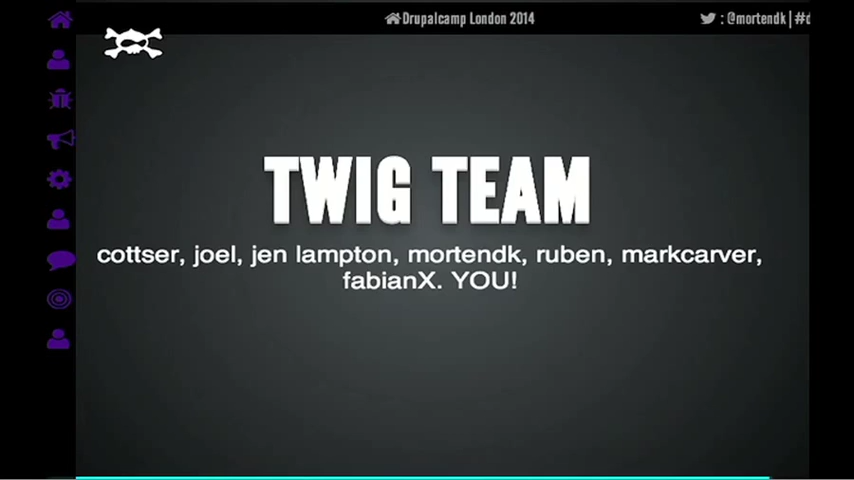 Drupalcamp London 2014
: @mortendk | #d
TWIG TEAM
cottser, joel, jen lampton, mortendk, ruben, markcarver,
fabianX. YOU!